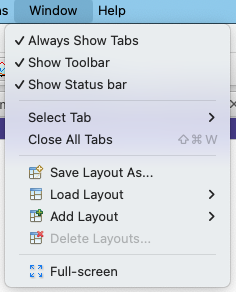 Window Help
✓ Always Show Tabs
✓ Show Toolbar
✓ Show Status bar
Select Tab >
Close All Tabs ⇧⌘W
Save Layout As...
Load Layout >
Add Layout >
Delete Layouts...
Full-screen